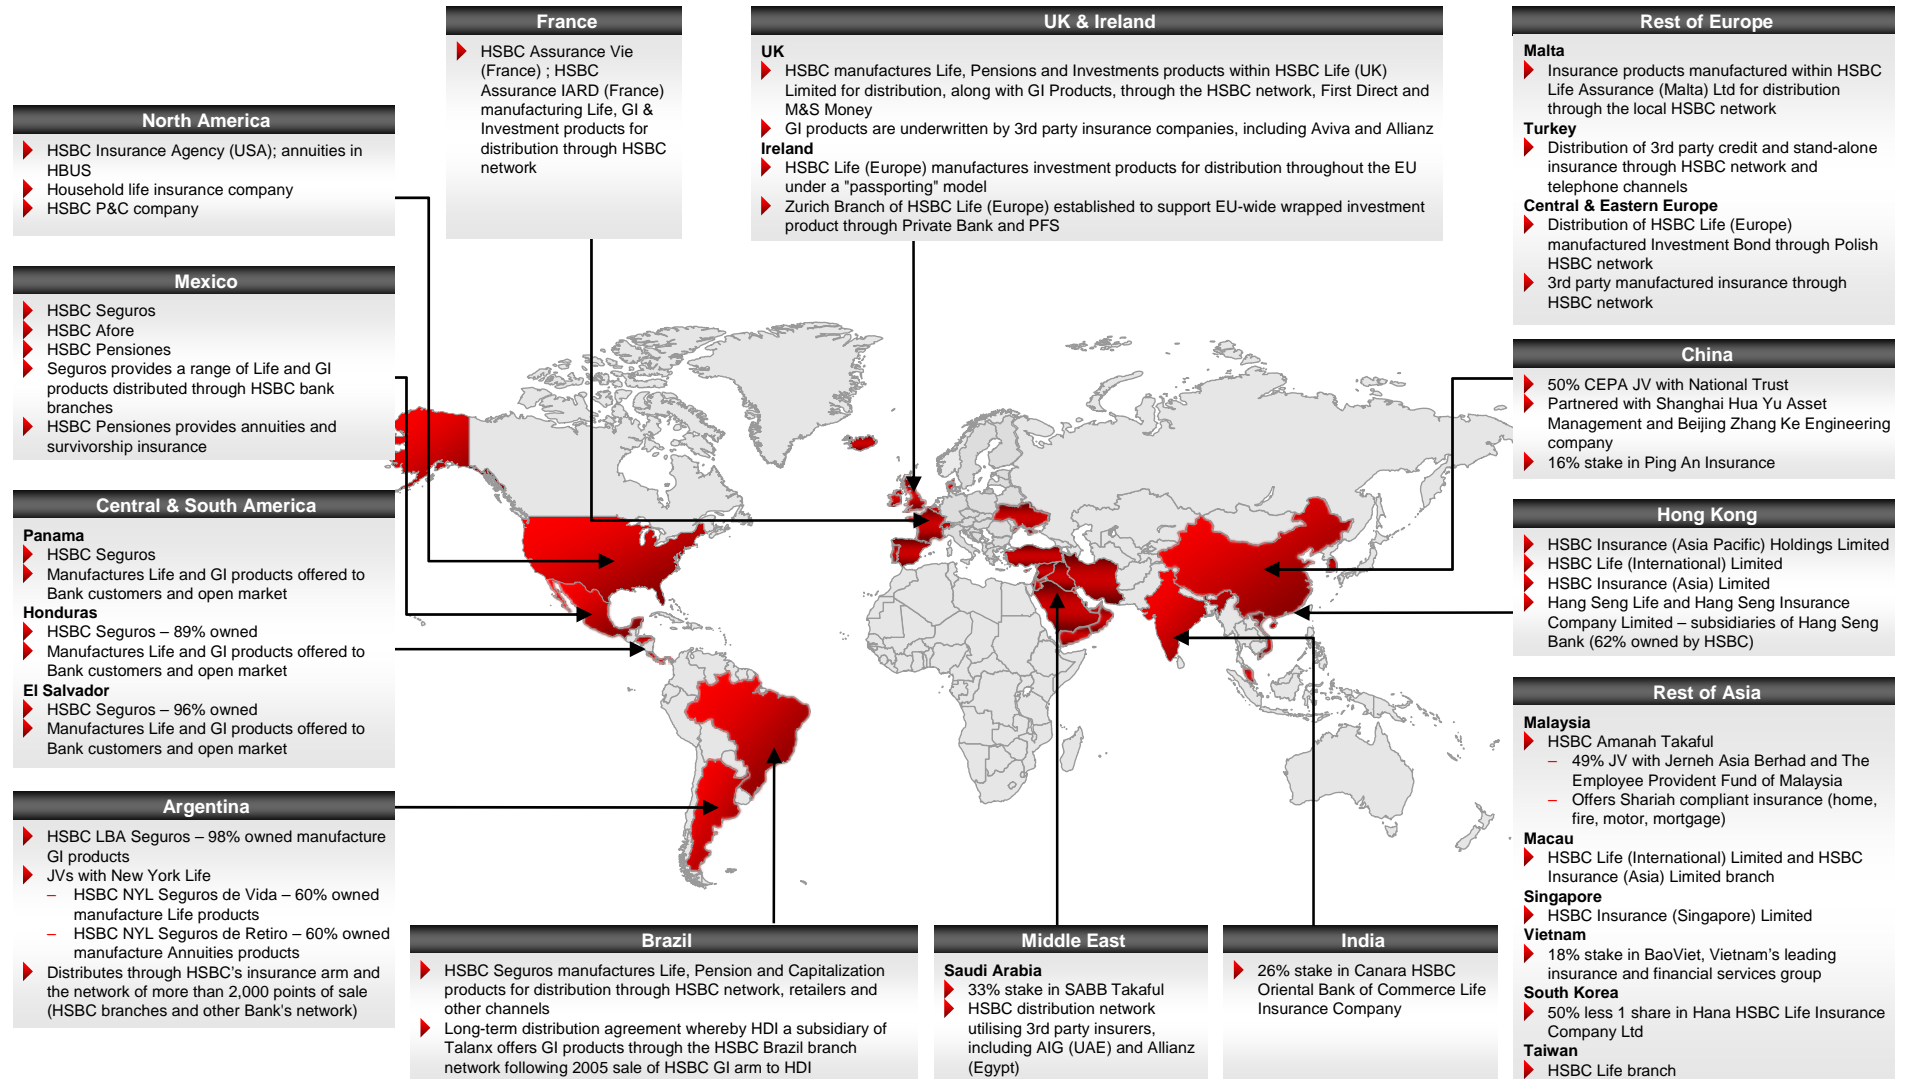 France
HSBC Assurance Vie
(France) ; HSBC
Assurance IARD (France)
manufacturing Life, GI &
Investment products for
distribution through HSBC
network
UK & Ireland
UK
HSBC manufactures Life, Pensions and Investments products within HSBC Life (UK)
Limited for distribution, along with GI Products, through the HSBC network, First Direct and
M&S Money
GI products are underwritten by 3rd party insurance companies, including Aviva and Allianz
Ireland
HSBC Life (Europe) manufactures investment products for distribution throughout the EU
under a "passporting" model
Zurich Branch of HSBC Life (Europe) established to support EU-wide wrapped investment
product through Private Bank and PFS
Rest of Europe
Malta
Insurance products manufactured within HSBC
Life Assurance (Malta) Ltd for distribution
through the local HSBC network
Turkey
Distribution of 3rd party credit and stand-alone
insurance through HSBC network and
telephone channels
Central & Eastern Europe
Distribution of HSBC Life (Europe)
manufactured Investment Bond through Polish
HSBC network
3rd party manufactured insurance through
HSBC network
North America
HSBC Insurance Agency (USA); annuities in
HBUS
Household life insurance company
HSBC P&C company
Mexico
HSBC Seguros
HSBC Afore
HSBC Pensiones
Seguros provides a range of Life and GI
products distributed through HSBC bank
branches
HSBC Pensiones provides annuities and
survivorship insurance
China
50% CEPA JV with National Trust
Partnered with Shanghai Hua Yu Asset
Management and Beijing Zhang Ke Engineering
company
16% stake in Ping An Insurance
Central & South America
Panama
HSBC Seguros
Manufactures Life and GI products offered to
Bank customers and open market
Honduras
HSBC Seguros – 89% owned
Manufactures Life and GI products offered to
Bank customers and open market
El Salvador
HSBC Seguros – 96% owned
Manufactures Life and GI products offered to
Bank customers and open market
Hong Kong
HSBC Insurance (Asia Pacific) Holdings Limited
HSBC Life (International) Limited
HSBC Insurance (Asia) Limited
Hang Seng Life and Hang Seng Insurance
Company Limited – subsidiaries of Hang Seng
Bank (62% owned by HSBC)
Argentina
HSBC LBA Seguros – 98% owned manufacture
GI products
JVs with New York Life
– HSBC NYL Seguros de Vida – 60% owned
manufacture Life products
– HSBC NYL Seguros de Retiro – 60% owned
manufacture Annuities products
Distributes through HSBC's insurance arm and
the network of more than 2,000 points of sale
(HSBC branches and other Bank's network)
Brazil
HSBC Seguros manufactures Life, Pension and Capitalization
products for distribution through HSBC network, retailers and
other channels
Long-term distribution agreement whereby HDI a subsidiary of
Talanx offers GI products through the HSBC Brazil branch
network following 2005 sale of HSBC GI arm to HDI
Middle East
Saudi Arabia
33% stake in SABB Takaful
HSBC distribution network
utilising 3rd party insurers,
including AIG (UAE) and Allianz
(Egypt)
India
26% stake in Canara HSBC
Oriental Bank of Commerce Life
Insurance Company
Rest of Asia
Malaysia
HSBC Amanah Takaful
– 49% JV with Jerneh Asia Berhad and The
Employee Provident Fund of Malaysia
– Offers Shariah compliant insurance (home,
fire, motor, mortgage)
Macau
HSBC Life (International) Limited and HSBC
Insurance (Asia) Limited branch
Singapore
HSBC Insurance (Singapore) Limited
Vietnam
18% stake in BaoViet, Vietnam's leading
insurance and financial services group
South Korea
50% less 1 share in Hana HSBC Life Insurance
Company Ltd
Taiwan
HSBC Life branch